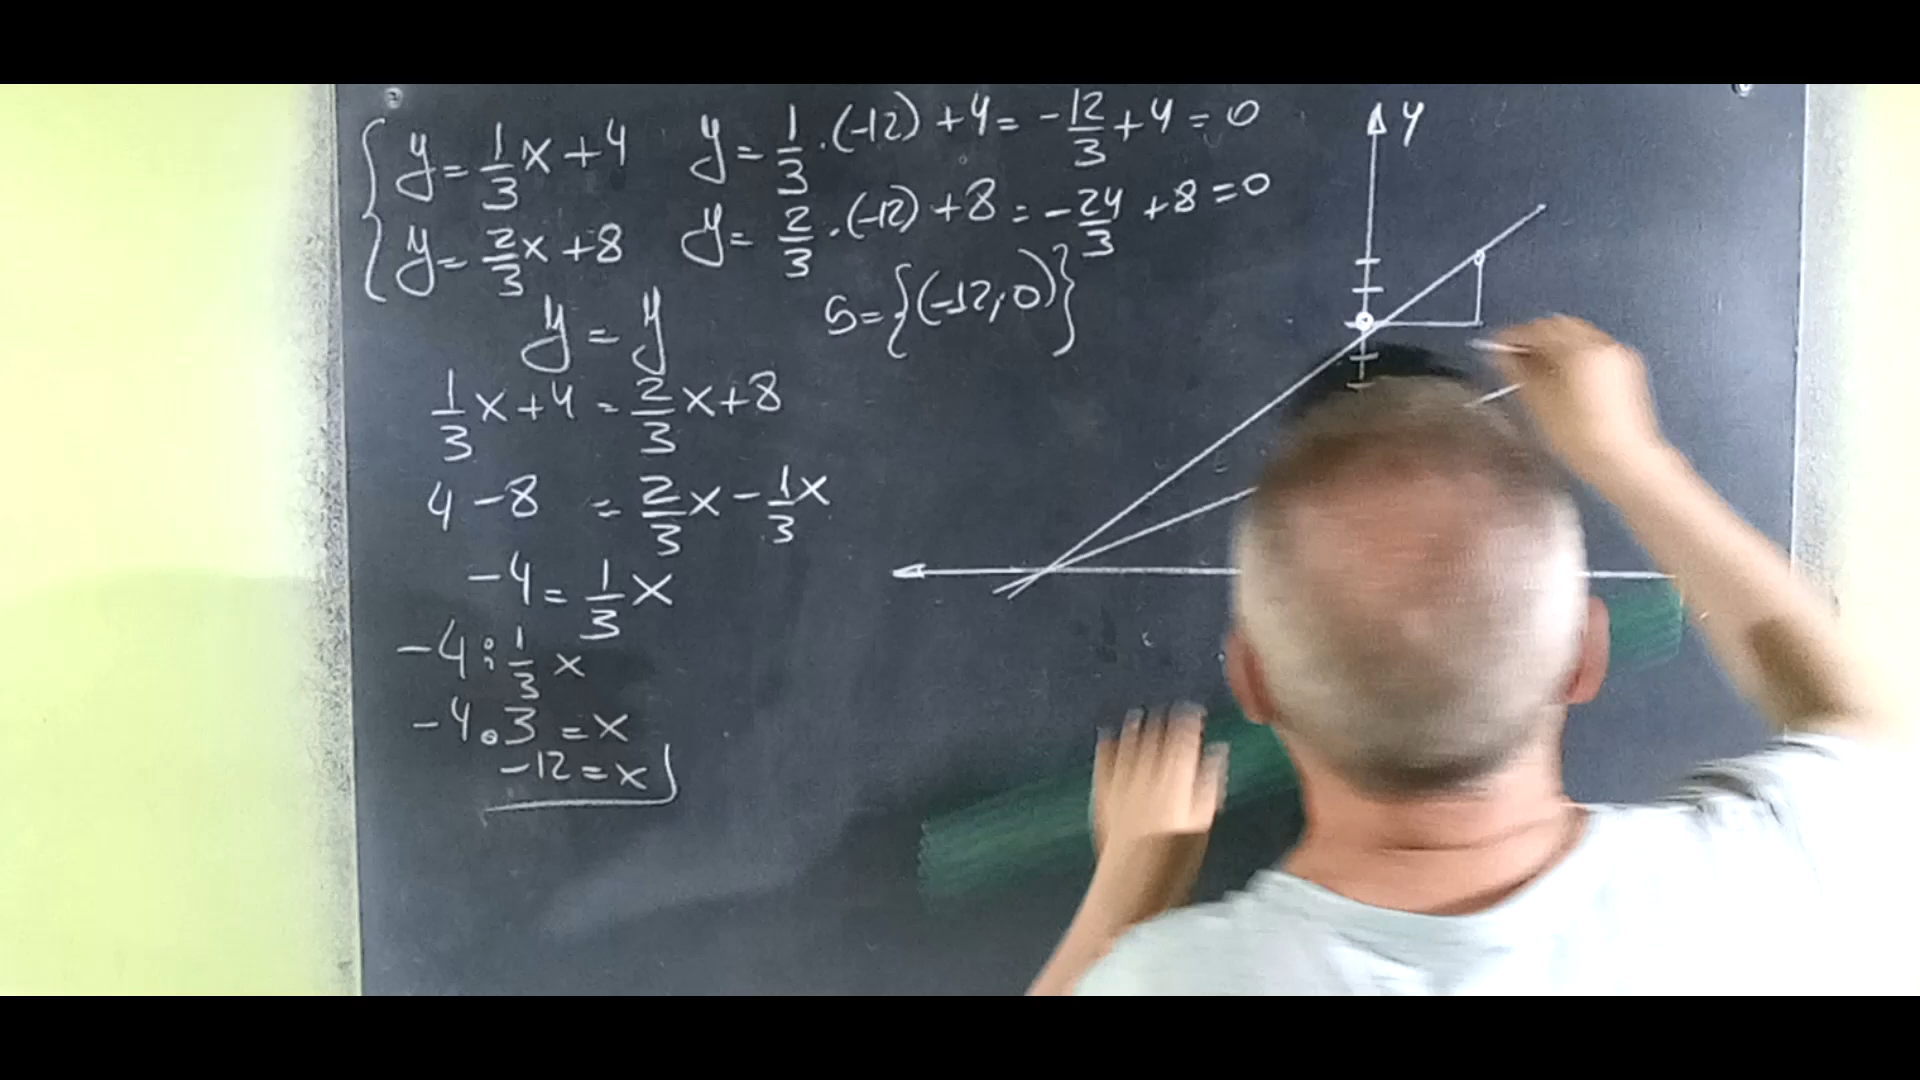 y = 1/3 x + 4
y = 2/3 x + 8
y = y
1/3 x + 4 = 2/3 x + 8
4 - 8 = 2/3 x - 1/3 x
-4 = 1/3 x
-4 : 1/3 x
-4 • 3 = x
-12 = x
y = 1/3 · (-12) + 4 = - 12/3 + 4 = 0
y = 2/3 · (-12) + 8 = - 24/3 + 8 = 0
S = {(-12; 0)}
y